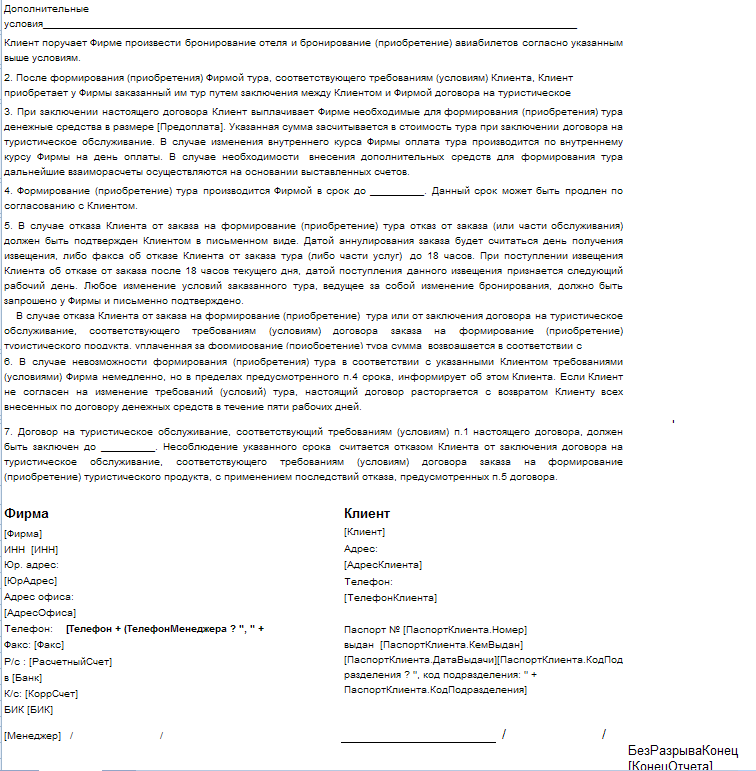 Дополнительные
условия___________________________________________________________________________________________
Клиент поручает Фирме произвести бронирование отеля и бронирование (приобретение) авиабилетов согласно указанным
выше условиям.
2. После формирования (приобретения) Фирмой тура, соответствующего требованиям (условиям) Клиента, Клиент
приобретает у Фирмы заказанный им тур путем заключения между Клиентом и Фирмой договора на туристическое
3. При заключении настоящего договора Клиент выплачивает Фирме необходимые для формирования (приобретения) тура
денежные средства в размере [Предоплата]. Указанная сумма засчитывается в стоимость тура при заключении договора на
туристическое обслуживание. В случае изменения внутреннего курса Фирмы оплата тура производится по внутреннему
курсу Фирмы на день оплаты. В случае необходимости внесения дополнительных средств для формирования тура
дальнейшие взаиморасчеты осуществляются на основании выставленных счетов.
4. Формирование (приобретение) тура производится Фирмой в срок до __________. Данный срок может быть продлен по
согласованию с Клиентом.
5. В случае отказа Клиента от заказа на формирование (приобретение) тура отказ от заказа (или части обслуживания)
должен быть подтвержден Клиентом в письменном виде. Датой аннулирования заказа будет считаться день получения
извещения, либо факса об отказе Клиента от заказа тура (либо части услуг) до 18 часов. При поступлении извещения
Клиента об отказе от заказа после 18 часов текущего дня, датой поступления данного извещения признается следующий
рабочий день. Любое изменение условий заказанного тура, ведущее за собой изменение бронирования, должно быть
запрошено у Фирмы и письменно подтверждено.
В случае отказа Клиента от заказа на формирование (приобретение) тура или от заключения договора на туристическое
обслуживание, соответствующего требованиям (условиям) договора заказа на формирование (приобретение)
туристического продукта, уплаченная за формирование (приобретение) тура сумма возвращается в соответствии с
6. В случае невозможности формирования (приобретения) тура в соответствии с указанными Клиентом требованиями
(условиями) Фирма немедленно, но в пределах предусмотренного п.4 срока, информирует об этом Клиента. Если Клиент
не согласен на изменение требований (условий) тура, настоящий договор расторгается с возвратом Клиенту всех
внесенных по договору денежных средств в течение пяти рабочих дней.
7. Договор на туристическое обслуживание, соответствующий требованиям (условиям) п.1 настоящего договора, должен
быть заключен до __________. Несоблюдение указанного срока считается отказом Клиента от заключения договора на
туристическое обслуживание, соответствующего требованиям (условиям) договора заказа на формирование
(приобретение) туристического продукта, с применением последствий отказа, предусмотренных п.5 договора.
Фирма
[Фирма]
ИНН [ИНН]
Юр. адрес:
[ЮрАдрес]
Адрес офиса:
[АдресОфиса]
Телефон: [Телефон + (ТелефонМенеджера ? ", " +
Факс: [Факс]
Р/с : [РасчетныйСчет]
в [Банк]
К/с: [КоррСчет]
БИК [БИК]
[Менеджер] / /
Клиент
[Клиент]
Адрес:
[АдресКлиента]
Телефон:
[ТелефонКлиента]
Паспорт № [ПаспортКлиента.Номер]
выдан [ПаспортКлиента.КемВыдан]
[ПаспортКлиента.ДатаВыдачи][ПаспортКлиента.КодПод
разделения ? ", код подразделения: " +
ПаспортКлиента.КодПодразделения]
____________________ / /
БезРазрываКонец
[КонецОтчета]